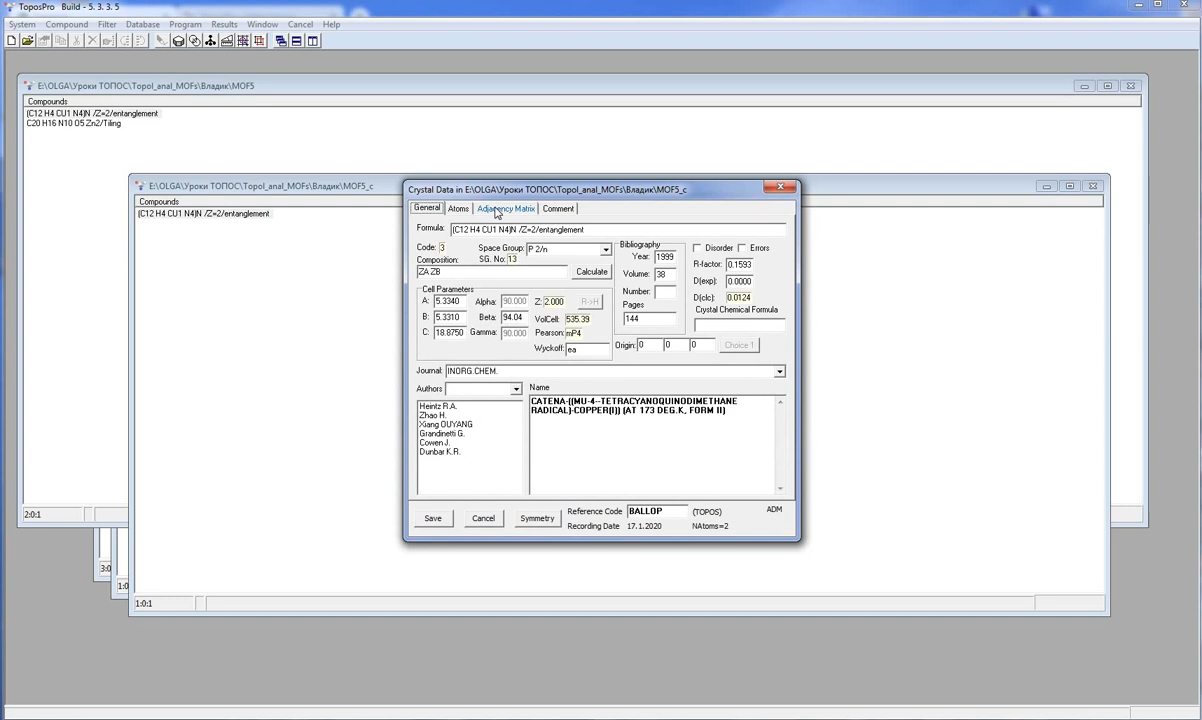 ToposPro Build - 5. 3. 3. 5
System Compound Filter Database Program Results Window Cancel Help
E:\OLGA\Уроки ТОПОС\Topol_anal_MOFs\Владик\MOF5
Compounds
(C12 H4 CU1 N4)N /Z=2/entanglement
C20 H16 N10 O5 Zn2/Tiling
E:\OLGA\Уроки ТОПОС\Topol_anal_MOFs\Владик\MOF5_c
Compounds
(C12 H4 CU1 N4)N /Z=2/entanglement
Crystal Data in E:\OLGA\Уроки ТОПОС\Topol_anal_MOFs\Владик\MOF5_c
General Atoms Adjacency Matrix Comment
Formula: (C12 H4 CU1 N4)N /Z=2/entanglement
Code: 3 Space Group: P 2/n
SG. No: 13
Composition:
ZA ZB Calculate
Bibliography
Year: 1999
Volume: 38
Number:
Pages
144
Disorder Errors
R-factor: 0.1593
D(exp): 0.0000
D(clc): 0.0124
Crystal Chemical Formula
Cell Parameters
A: 5.3340 Alpha: 90.000 Z: 2.000 R->H
B: 5.3310 Beta: 94.04 VolCell: 535.39
C: 18.8750 Gamma: 90.000 Pearson: mP4
Wyckoff: ea
Origin: 0 0 0 Choice 1
Journal: INORG.CHEM.
Authors
Name
Heintz R.A.
Zhao H.
Xiang OUYANG
Grandinetti G.
Cowen J.
Dunbar K.R.
CATENA-((MU-4--TETRACYANOQUINODIMETHANE
RADICAL)-COPPER(I)) (AT 173 DEG.K, FORM II)
Save Cancel Symmetry
Reference Code BALLOP (TOPOS) ADM
Recording Date 17.1.2020 NAtoms=2
2:0:1
3:0:
1:0
1:0:1